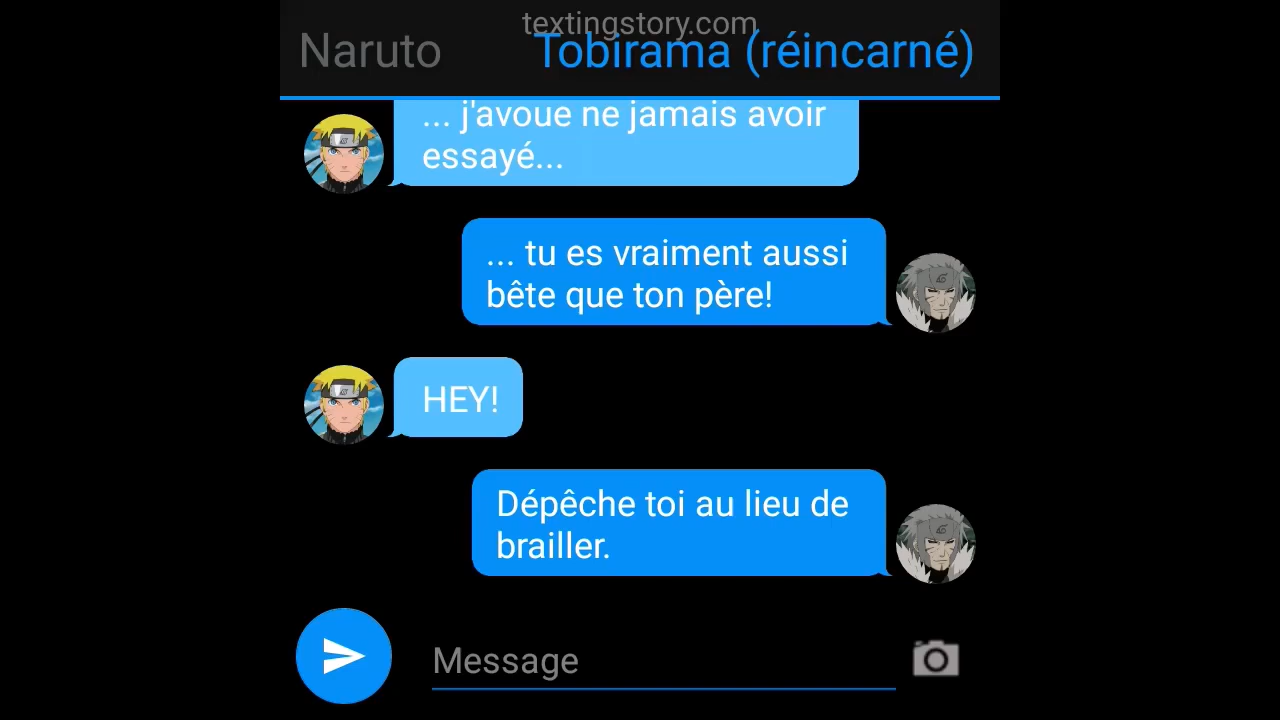 textingstory.com
Naruto
Tobirama (réincarné)
... j'avoue ne jamais avoir
essayé...
... tu es vraiment aussi
bête que ton père!
HEY!
Dépêche toi au lieu de
brailler.
Message